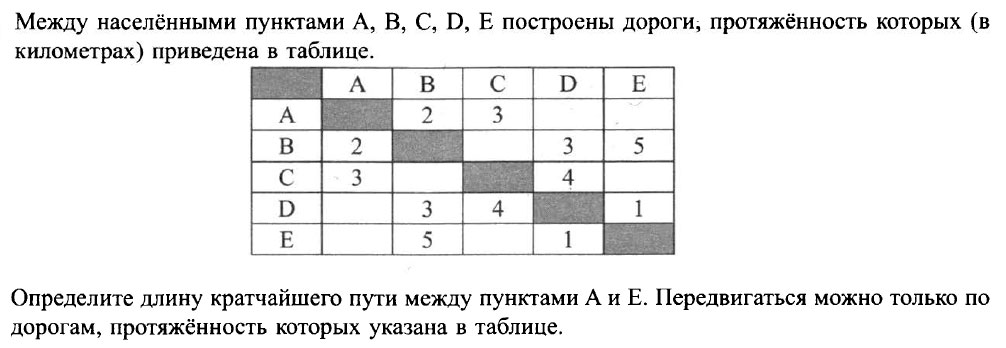 Между населёнными пунктами А, В, С, D, Е построены дороги, протяжённость которых (в
километрах) приведена в таблице.
A B C D E
A 2 3
B 2 3 5
C 3 4
D 3 4 1
E 5 1
Определите длину кратчайшего пути между пунктами А и Е. Передвигаться можно только по
дорогам, протяжённость которых указана в таблице.